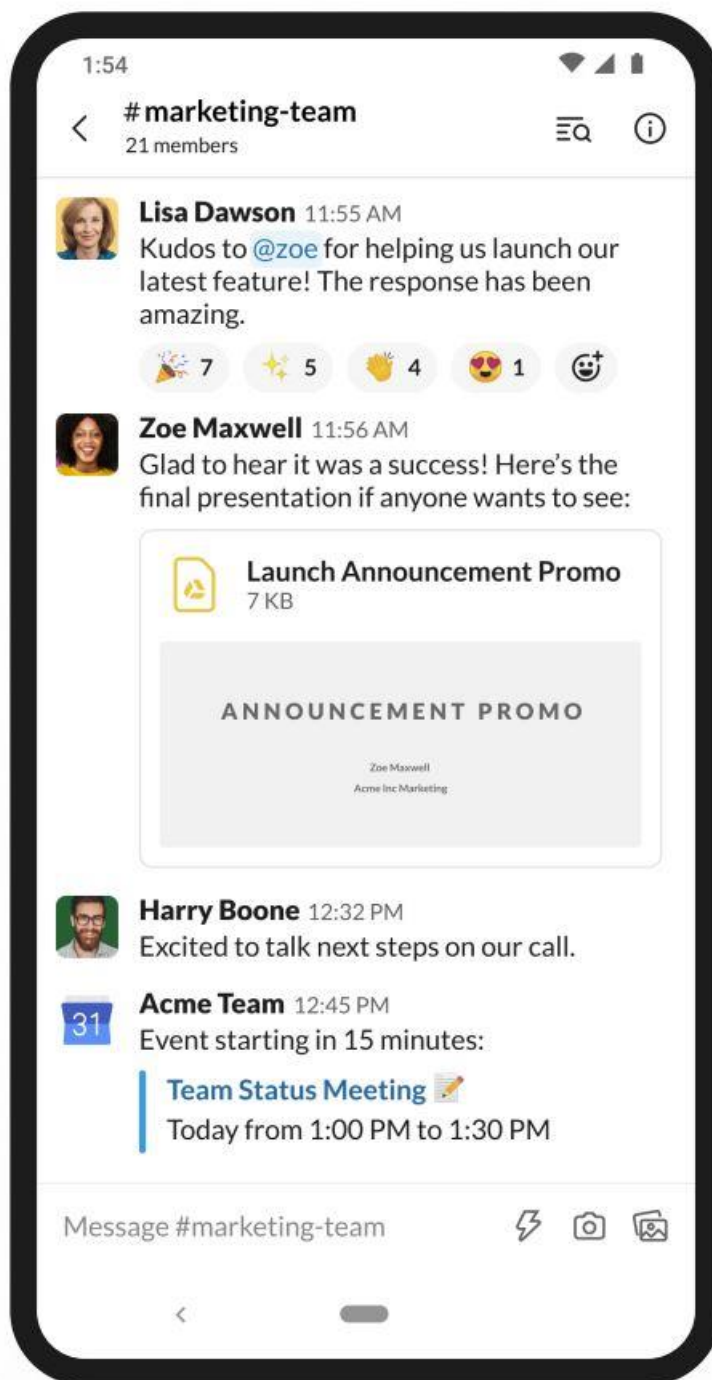 1:54
#marketing-team
21 members
Lisa Dawson 11:55 AM
Kudos to @zoe for helping us launch our
latest feature! The response has been
amazing.
🎉 7 ✨ 5 👏 4 😍 1
Zoe Maxwell 11:56 AM
Glad to hear it was a success! Here’s the
final presentation if anyone wants to see:
Launch Announcement Promo
7 KB
ANNOUNCEMENT PROMO
Zoe Maxwell
Acme Inc Marketing
Harry Boone 12:32 PM
Excited to talk next steps on our call.
31
Acme Team 12:45 PM
Event starting in 15 minutes:
Team Status Meeting 📝
Today from 1:00 PM to 1:30 PM
Message #marketing-team